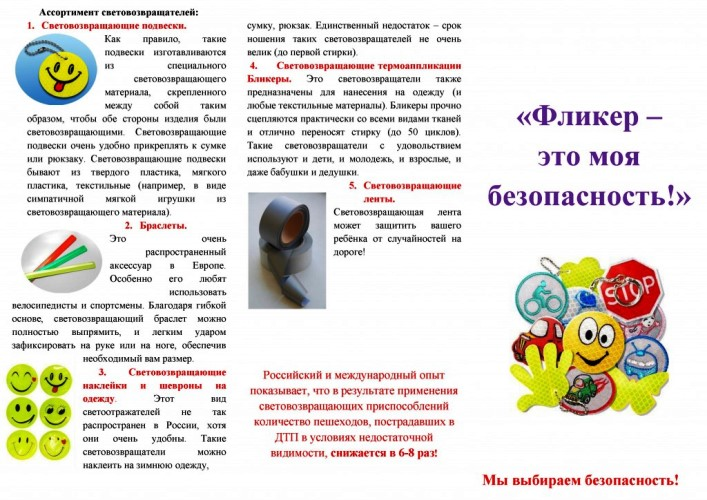 Ассортимент световозвращателей:
1. Световозвращающие подвески.
Как правило, такие
подвески изготавливаются
из специального
световозвращающего
материала, скрепленного
между собой таким
образом, чтобы обе стороны изделия были
световозвращающими. Световозвращающие
подвески очень удобно прикреплять к сумке
или рюкзаку. Световозвращающие подвески
бывают из твердого пластика, мягкого
пластика, текстильные (например, в виде
симпатичной мягкой игрушки из
световозвращающего материала).
2. Браслеты.
Это очень
распространенный
аксессуар в Европе.
Особенно его любят
использовать
велосипедисты и спортсмены. Благодаря гибкой
основе, световозвращающий браслет можно
полностью выпрямить, и легким ударом
зафиксировать на руке или на ноге, обеспечив
необходимый вам размер.
3. Световозвращающие
наклейки и шевроны на
одежду. Этот вид
светоотражателей не так
распространен в России, хотя
они очень удобны. Такие
световозвращатели можно
наклеить на зимнюю одежду,
сумку, рюкзак. Единственный недостаток – срок
ношения таких световозвращателей не очень
велик (до первой стирки).
4. Световозвращающие термоаппликации
Бликеры. Это световозвращатели также
предназначены для нанесения на одежду (и
любые текстильные материалы). Бликеры прочно
сцепляются практически со всеми видами тканей
и отлично переносят стирку (до 50 циклов).
Такие световозвращатели с удовольствием
используют и дети, и молодежь, и взрослые, и
даже бабушки и дедушки.
5. Световозвращающие
ленты.
Световозвращающая лента
может защитить вашего
ребёнка от случайностей на
дороге!
Российский и международный опыт
показывает, что в результате применения
световозвращающих приспособлений
количество пешеходов, пострадавших в
ДТП в условиях недостаточной
видимости, снижается в 6-8 раз!
«Фликер –
это моя
безопасность!»
STOP
Мы выбираем безопасность!